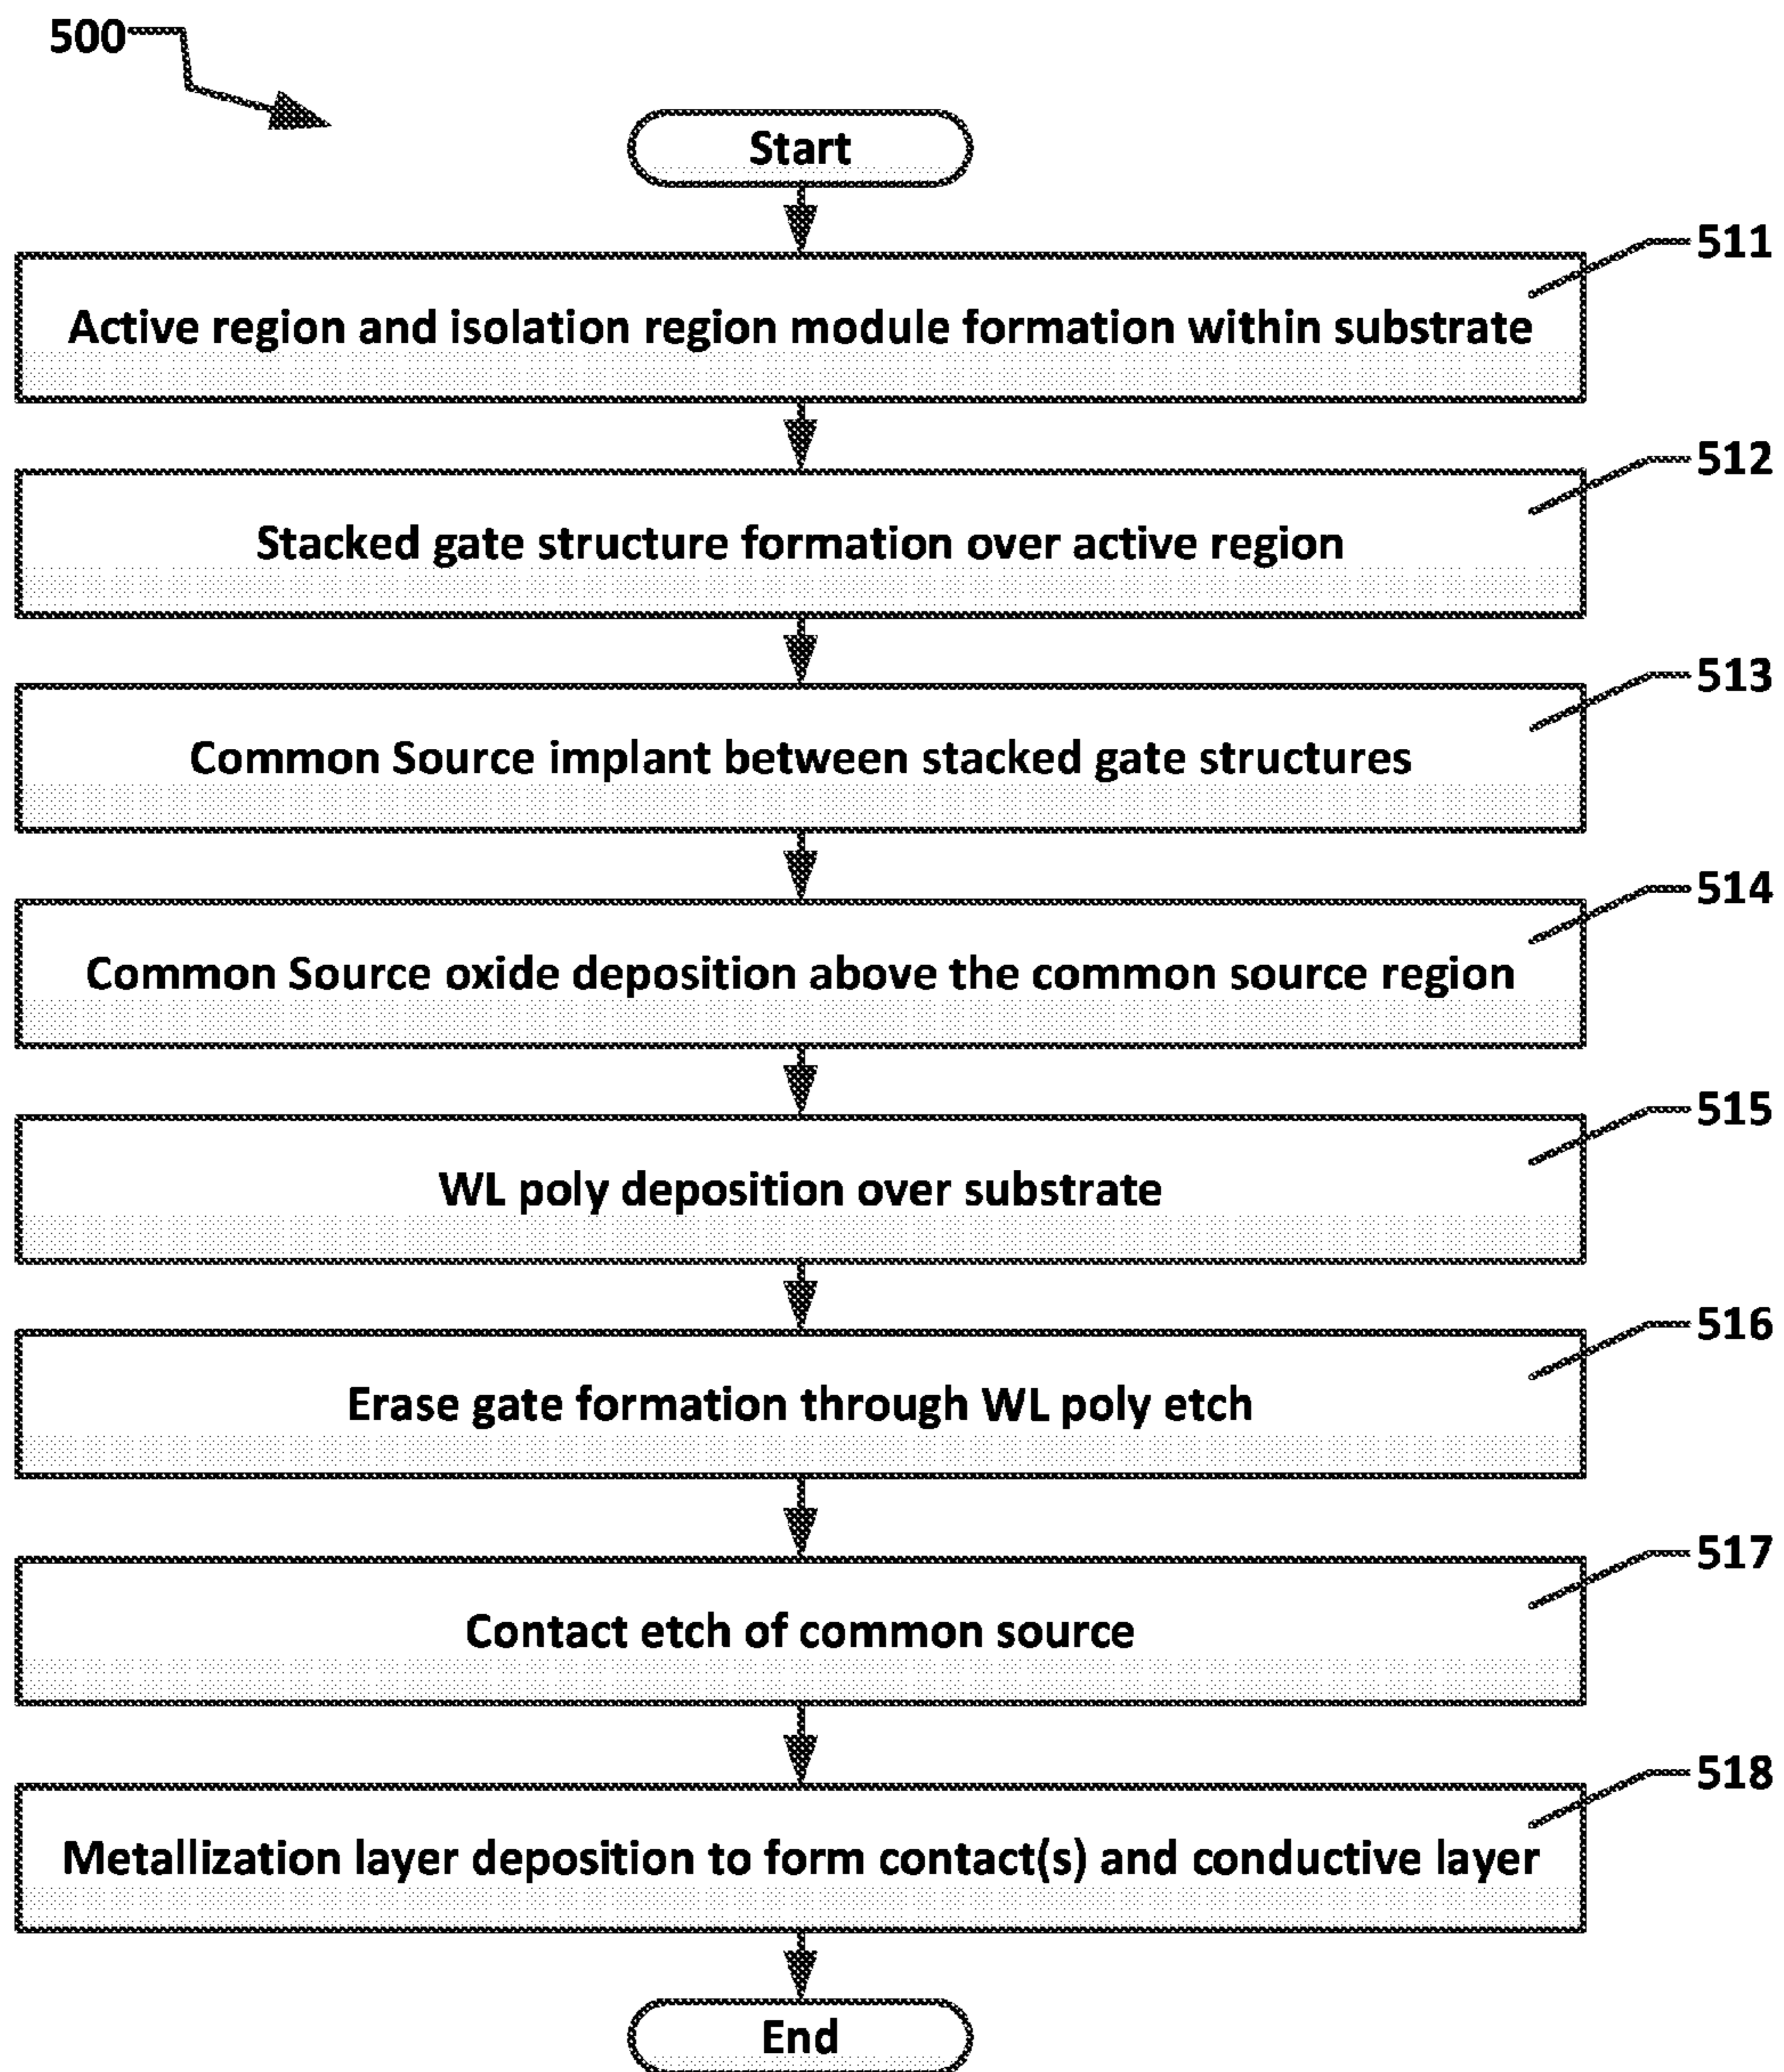 500
Start
511
Active region and isolation region module formation within substrate
512
Stacked gate structure formation over active region
513
Common Source implant between stacked gate structures
514
Common Source oxide deposition above the common source region
515
WL poly deposition over substrate
516
Erase gate formation through WL poly etch
517
Contact etch of common source
518
Metallization layer deposition to form contact(s) and conductive layer
End